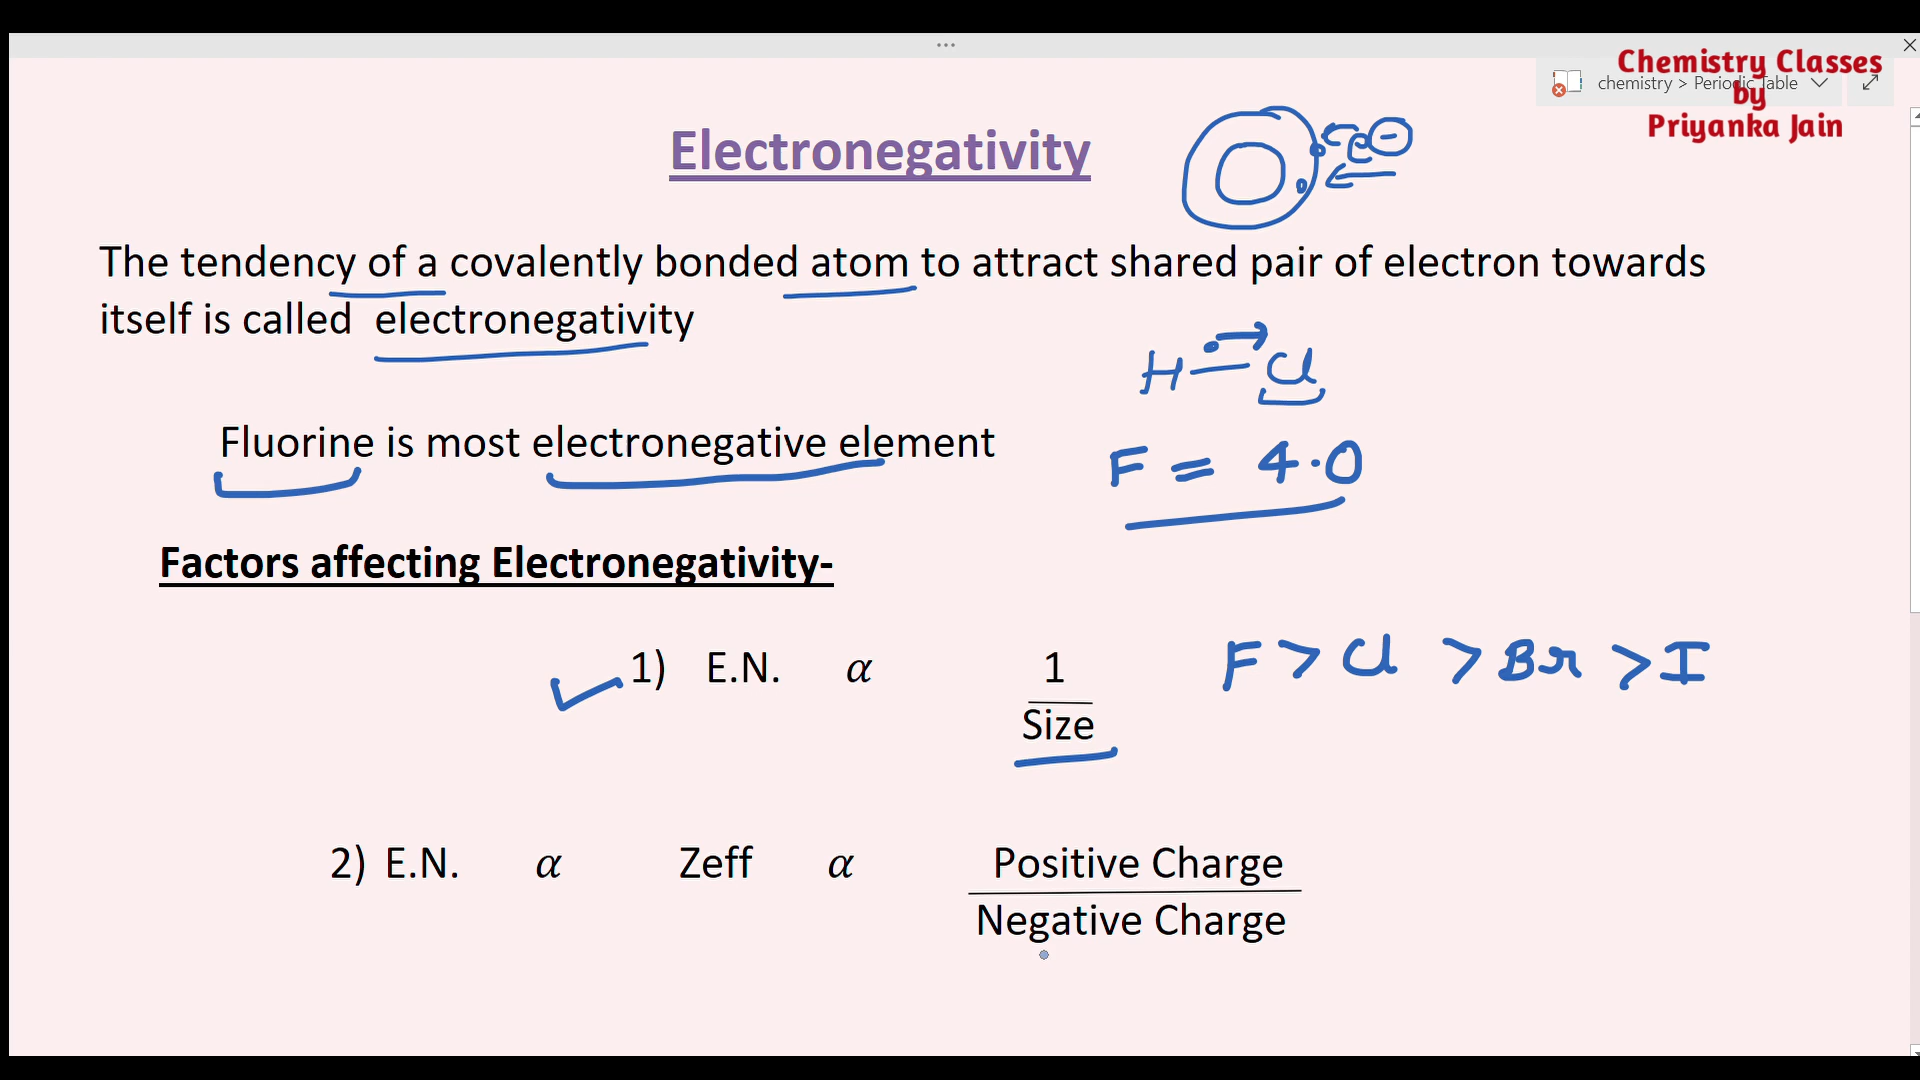 Chemistry Classes
by
Priyanka Jain
chemistry > Periodic Table
Electronegativity
The tendency of a covalently bonded atom to attract shared pair of electron towards
itself is called electronegativity
H — Cl
Fluorine is most electronegative element
F = 4.0
Factors affecting Electronegativity-
1) E.N. α 1
Size
F > Cl > Br > I
2) E.N. α Zeff α Positive Charge
Negative Charge